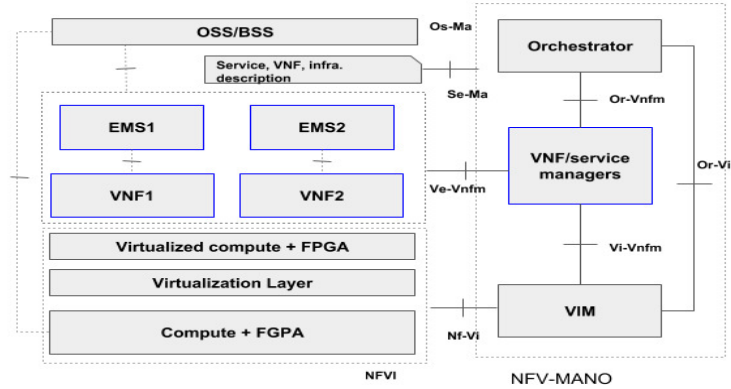 OSS/BSS
Os-Ma
Orchestrator
Service, VNF, infra.
description
Se-Ma
Or-Vnfm
EMS1
EMS2
VNF/service
managers
Or-Vi
Ve-Vnfm
VNF1
VNF2
Virtualized compute + FPGA
Vi-Vnfm
Virtualization Layer
VIM
Compute + FGPA
Nf-Vi
NFVI
NFV-MANO